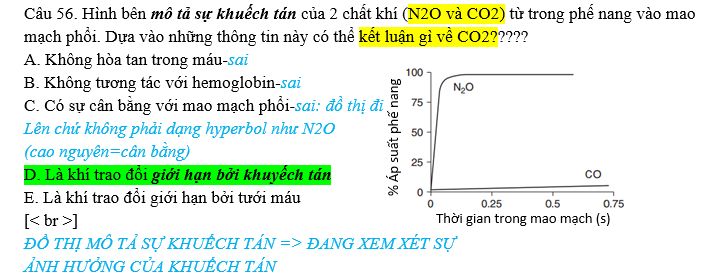 Câu 56. Hình bên mô tả sự khuếch tán của 2 chất khí (N2O và CO2) từ trong phế nang vào mao
mạch phổi. Dựa vào những thông tin này có thể kết luận gì về CO2?????
A. Không hòa tan trong máu-sai
B. Không tương tác với hemoglobin-sai
C. Có sự cân bằng với mao mạch phổi-sai: đồ thị đi
Lên chứ không phải dạng hyperbol như N2O
(cao nguyên=cân bằng)
D. Là khí trao đổi giới hạn bởi khuyếch tán
E. Là khí trao đổi giới hạn bởi tưới máu
[< br >]
ĐỒ THỊ MÔ TẢ SỰ KHUẾCH TÁN => ĐANG XEM XÉT SỰ
ẢNH HƯỞNG CỦA KHUẾCH TÁN
% Áp suất phế nang
100
75
50
25
0
N2O
CO
0 0.25 0.5 0.75
Thời gian trong mao mạch (s)